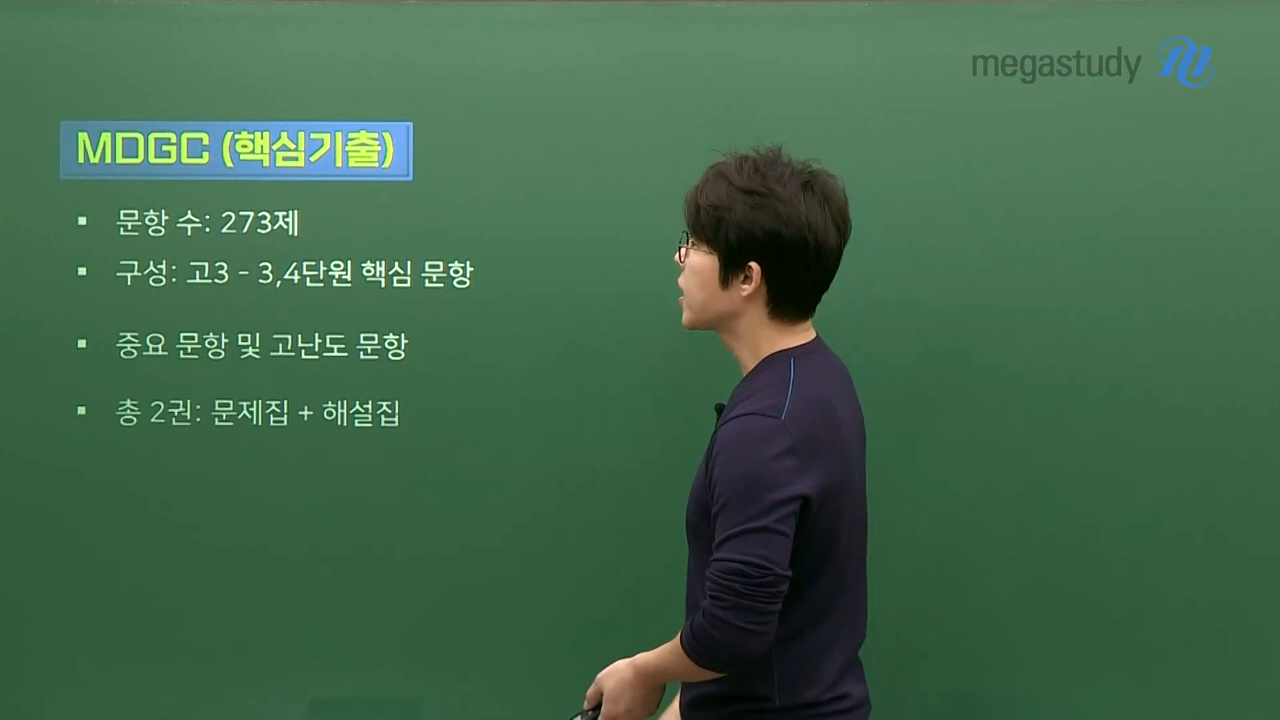 megastudy
MDGC (핵심기출)
▪ 문항 수: 273제
▪ 구성: 고3 - 3,4단원 핵심 문항
▪ 중요 문항 및 고난도 문항
▪ 총 2권: 문제집 + 해설집